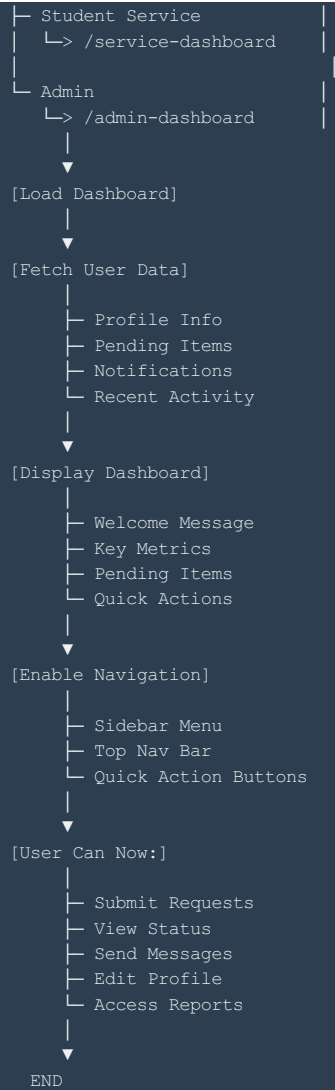 ├─ Student Service │
│ └─> /service-dashboard │
│ │
└─ Admin │
└─> /admin-dashboard │
│
▼
[Load Dashboard]
│
▼
[Fetch User Data]
│
├─ Profile Info
├─ Pending Items
├─ Notifications
└─ Recent Activity
│
▼
[Display Dashboard]
│
├─ Welcome Message
├─ Key Metrics
├─ Pending Items
└─ Quick Actions
│
▼
[Enable Navigation]
│
├─ Sidebar Menu
├─ Top Nav Bar
└─ Quick Action Buttons
│
▼
[User Can Now:]
│
├─ Submit Requests
├─ View Status
├─ Send Messages
├─ Edit Profile
└─ Access Reports
│
▼
END